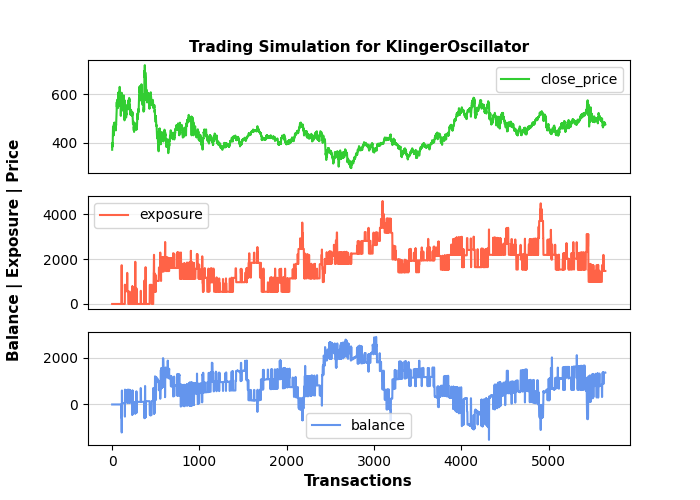 Trading Simulation for KlingerOscillator
Balance | Exposure | Price
600
400
close_price
4000
2000
0
exposure
2000
0
balance
0 1000 2000 3000 4000 5000
Transactions